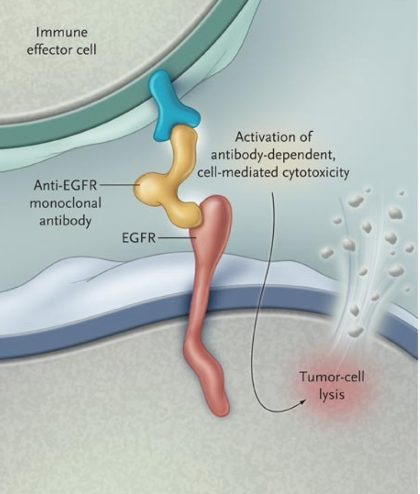 Immune
effector cell
Activation of
antibody-dependent,
cell-mediated cytotoxicity
Anti-EGFR
monoclonal
antibody
EGFR
Tumor-cell
lysis